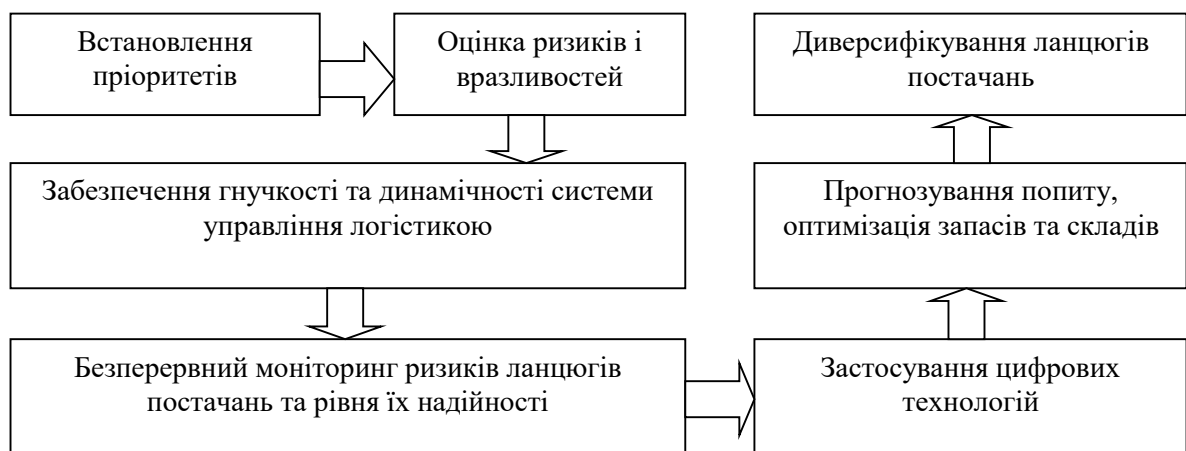 Встановлення
пріоритетів
Оцінка ризиків і
вразливостей
Забезпечення гнучкості та динамічності системи
управління логістикою
Безперервний моніторинг ризиків ланцюгів
постачань та рівня їх надійності
Застосування цифрових
технологій
Прогнозування попиту,
оптимізація запасів та складів
Диверсифікування ланцюгів
постачань